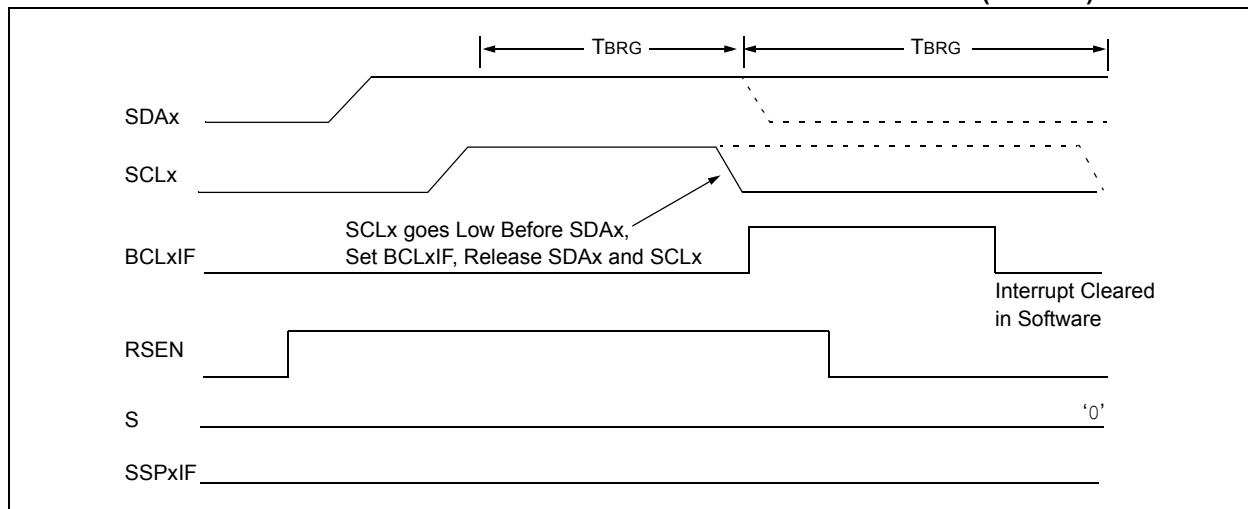 TBRG TBRG
SDAx
SCLx
SCLx goes Low Before SDAx,
Set BCLxIF, Release SDAx and SCLx
BCLxIF
Interrupt Cleared
in Software
RSEN
S
‘0’
SSPxIF